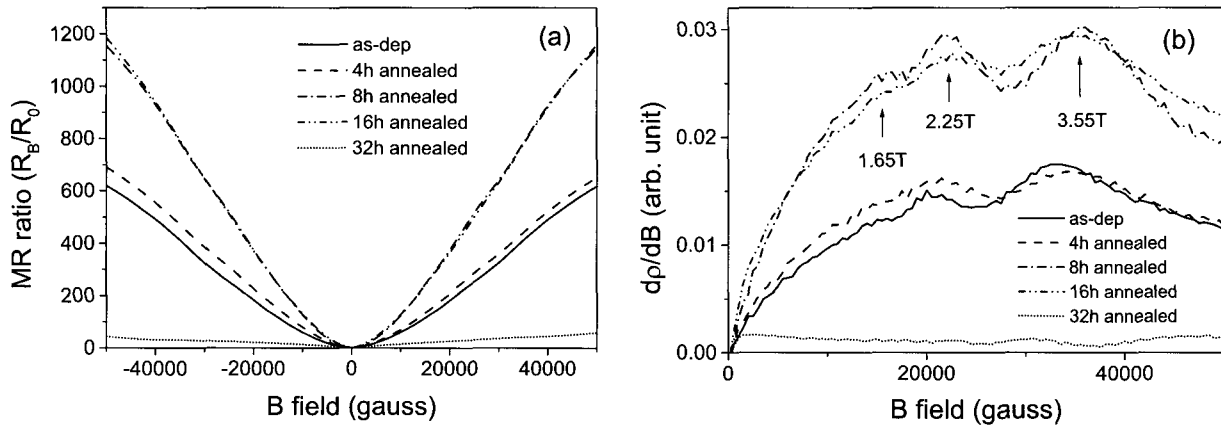 (a)
1200
1000
800
600
400
200
0
MR ratio (R_B/R_0)
as-dep
4h annealed
8h annealed
16h annealed
32h annealed
-40000 -20000 0 20000 40000
B field (gauss)
(b)
0.03
0.02
0.01
0.00
dρ/dB (arb. unit)
1.65T
2.25T
3.55T
as-dep
4h annealed
8h annealed
16h annealed
32h annealed
0 20000 40000
B field (gauss)